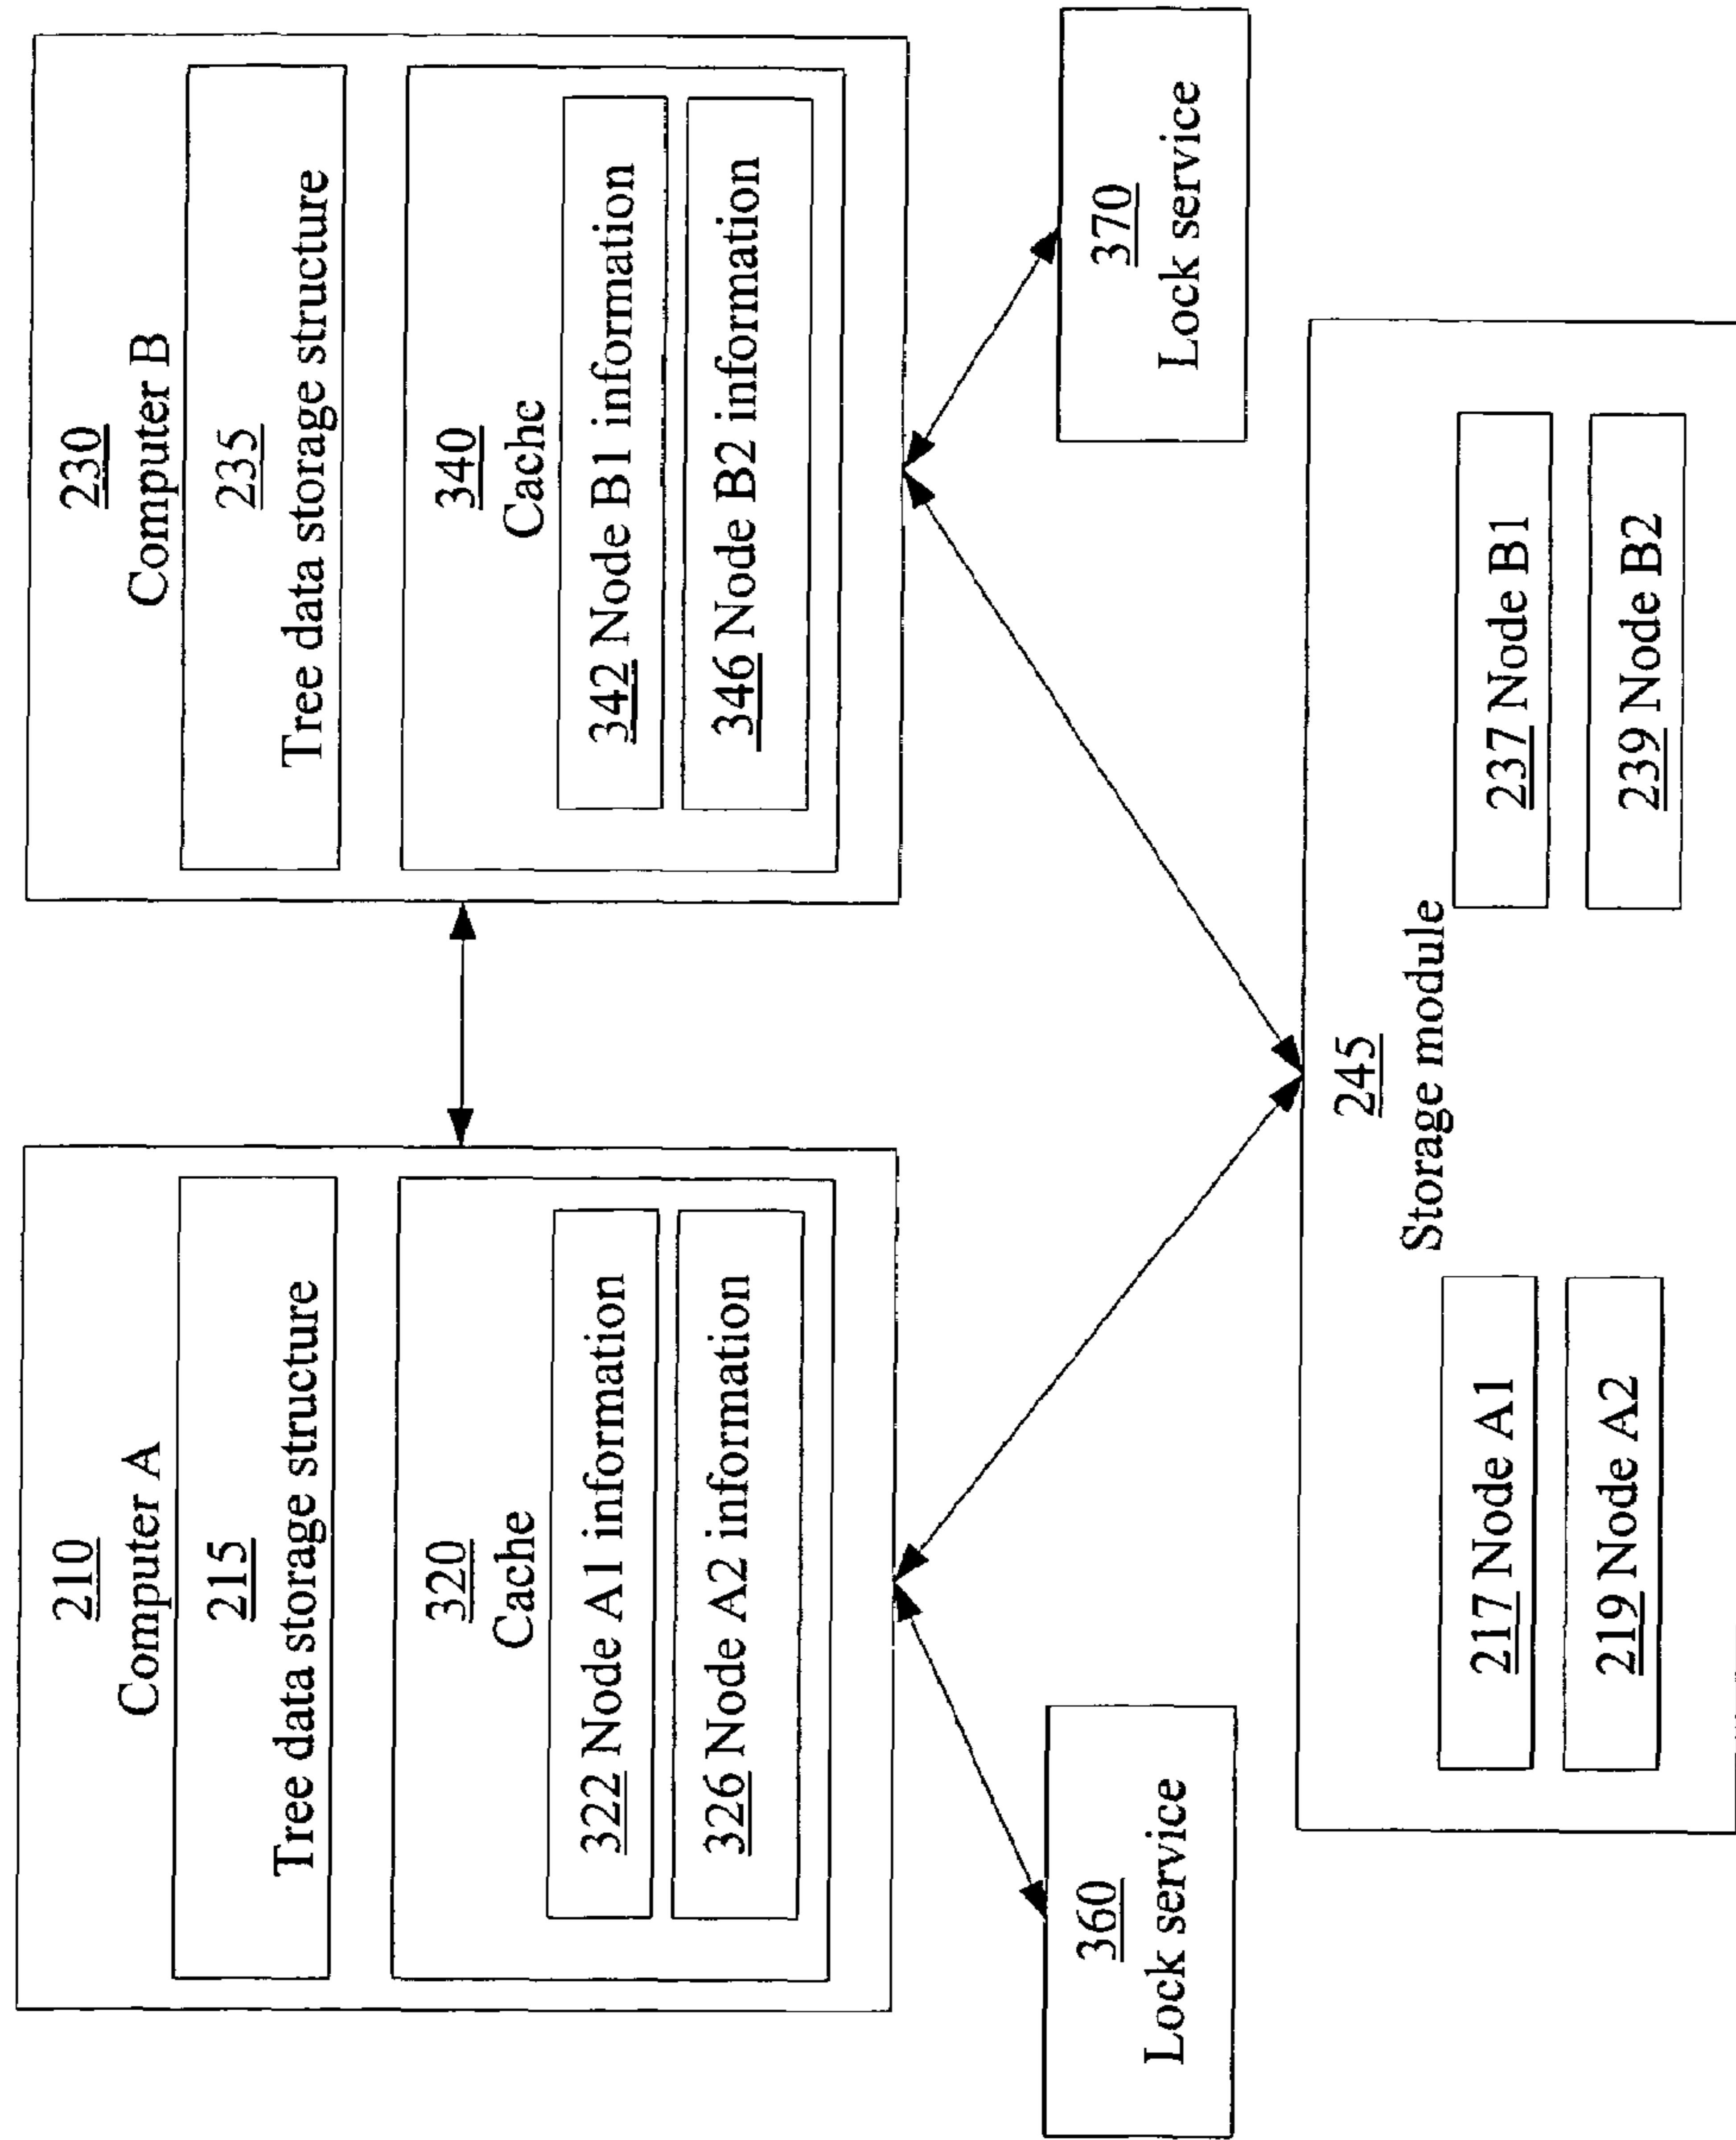 210
Computer A
215
Tree data storage structure
320
Cache
322 Node A1 information
326 Node A2 information
230
Computer B
235
Tree data storage structure
340
Cache
342 Node B1 information
346 Node B2 information
360
Lock service
370
Lock service
245
Storage module
217 Node A1
219 Node A2
237 Node B1
239 Node B2